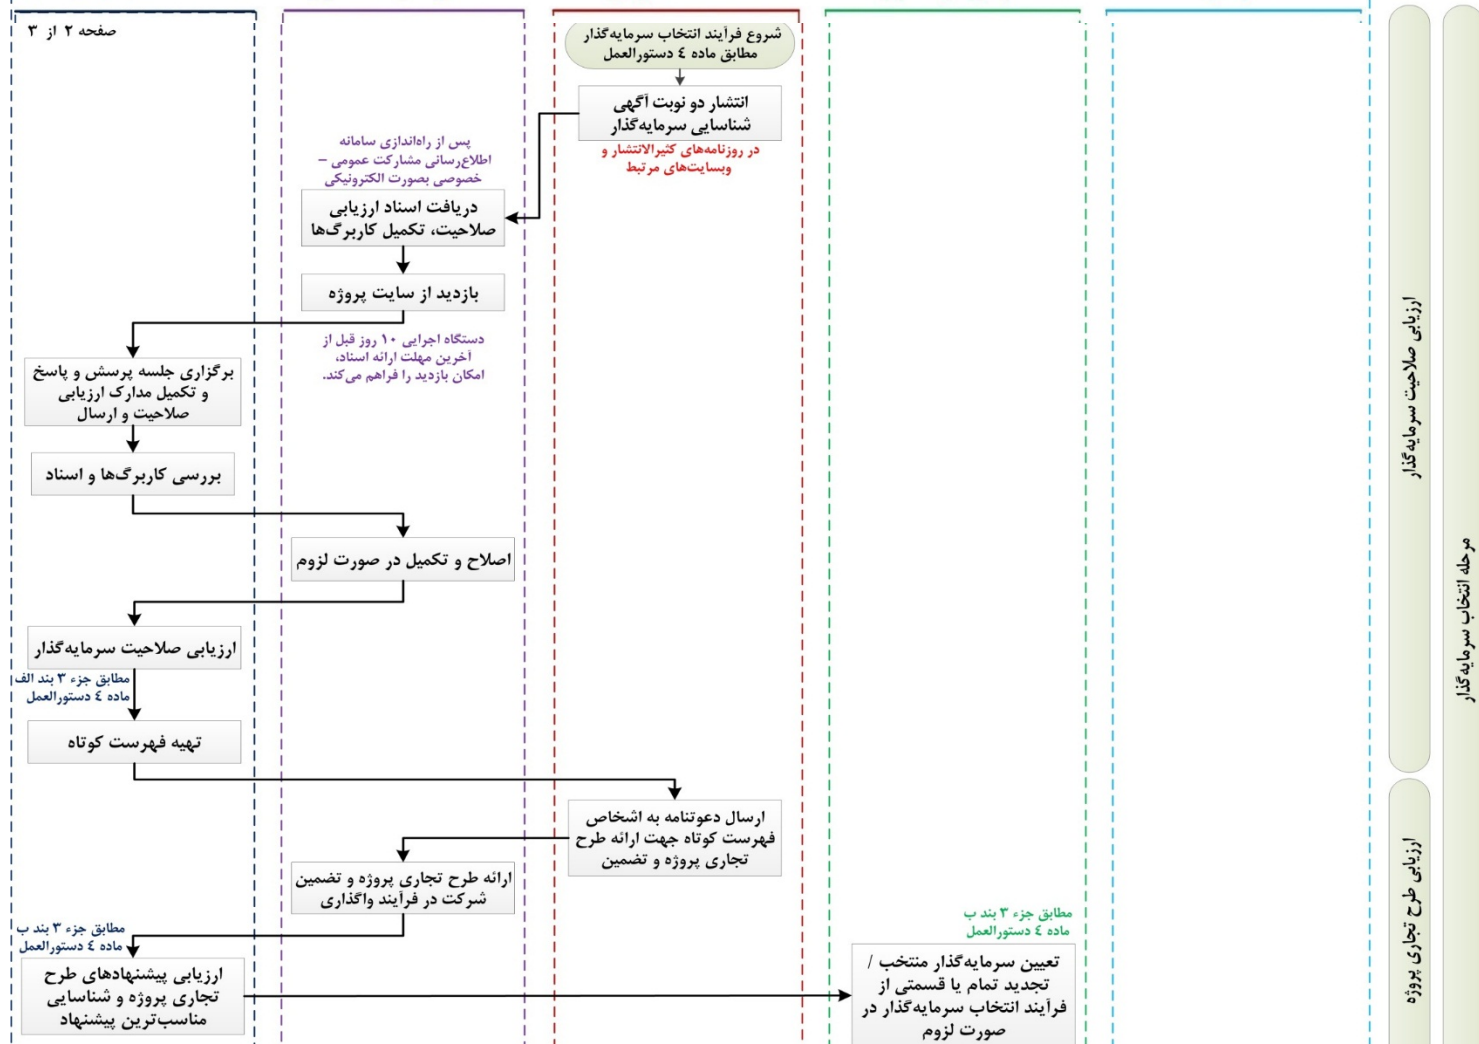 صفحه ۲ از ۳
شروع فرآیند انتخاب سرمایه‌گذار
مطابق ماده ٤ دستورالعمل
انتشار دو نوبت آگهی
شناسایی سرمایه‌گذار
در روزنامه‌های کثیرالانتشار و
وبسایت‌های مرتبط
پس از راه‌اندازی سامانه
اطلاع‌رسانی مشارکت عمومی –
خصوصی بصورت الکترونیکی
دریافت اسناد ارزیابی
صلاحیت، تکمیل کاربرگ‌ها
بازدید از سایت پروژه
دستگاه اجرایی ۱۰ روز قبل از
آخرین مهلت ارائه اسناد،
امکان بازدید را فراهم می‌کند.
برگزاری جلسه پرسش و پاسخ
و تکمیل مدارک ارزیابی
صلاحیت و ارسال
بررسی کاربرگ‌ها و اسناد
اصلاح و تکمیل در صورت لزوم
ارزیابی صلاحیت سرمایه‌گذار
مطابق جزء ۳ بند الف
ماده ٤ دستورالعمل
تهیه فهرست کوتاه
ارسال دعوتنامه به اشخاص
فهرست کوتاه جهت ارائه طرح
تجاری پروژه و تضمین
ارائه طرح تجاری پروژه و تضمین
شرکت در فرآیند واگذاری
مطابق جزء ۳ بند ب
ماده ٤ دستورالعمل
ارزیابی پیشنهادهای طرح
تجاری پروژه و شناسایی
مناسب‌ترین پیشنهاد
مطابق جزء ۳ بند ب
ماده ٤ دستورالعمل
تعیین سرمایه‌گذار منتخب /
تجدید تمام یا قسمتی از
فرآیند انتخاب سرمایه‌گذار در
صورت لزوم
ارزیابی صلاحیت سرمایه‌گذار
ارزیابی طرح تجاری پروژه
مرحله انتخاب سرمایه‌گذار